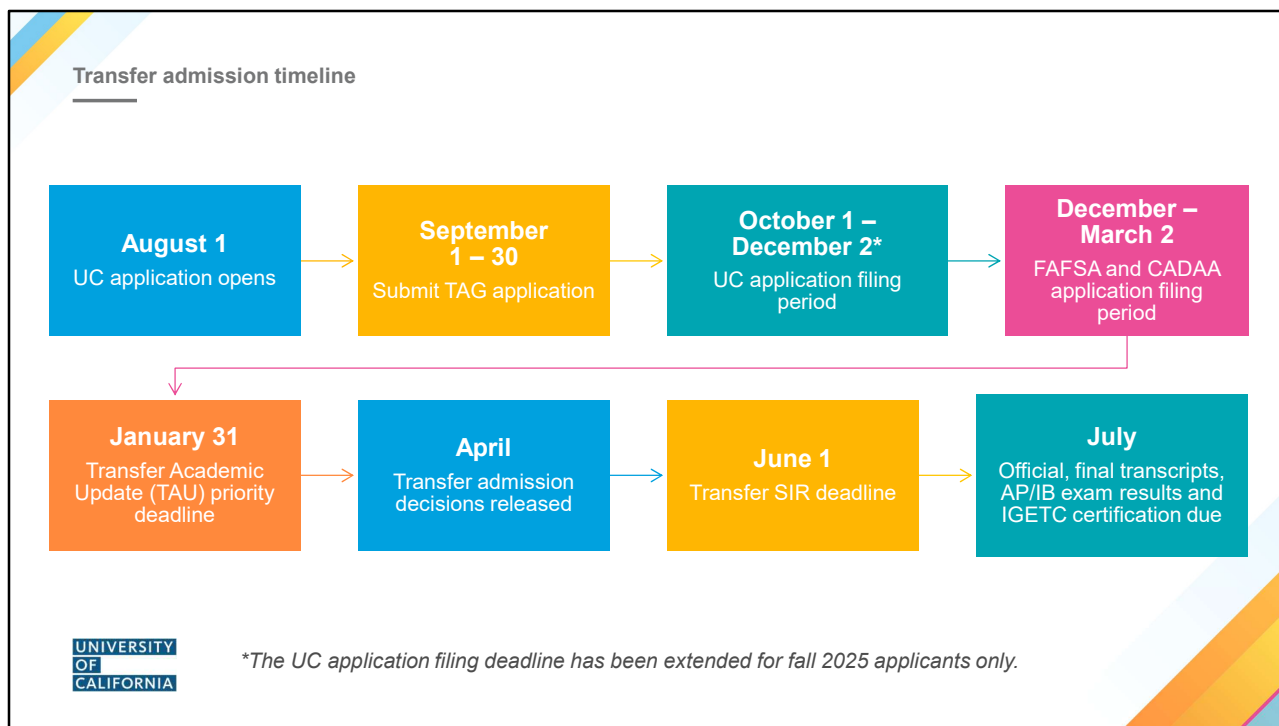 Transfer admission timeline
August 1
UC application opens
September
1 – 30
Submit TAG application
October 1 –
December 2*
UC application filing
period
December –
March 2
FAFSA and CADAA
application filing
period
January 31
Transfer Academic
Update (TAU) priority
deadline
April
Transfer admission
decisions released
June 1
Transfer SIR deadline
July
Official, final transcripts,
AP/IB exam results and
IGETC certification due
UNIVERSITY
OF
CALIFORNIA
*The UC application filing deadline has been extended for fall 2025 applicants only.